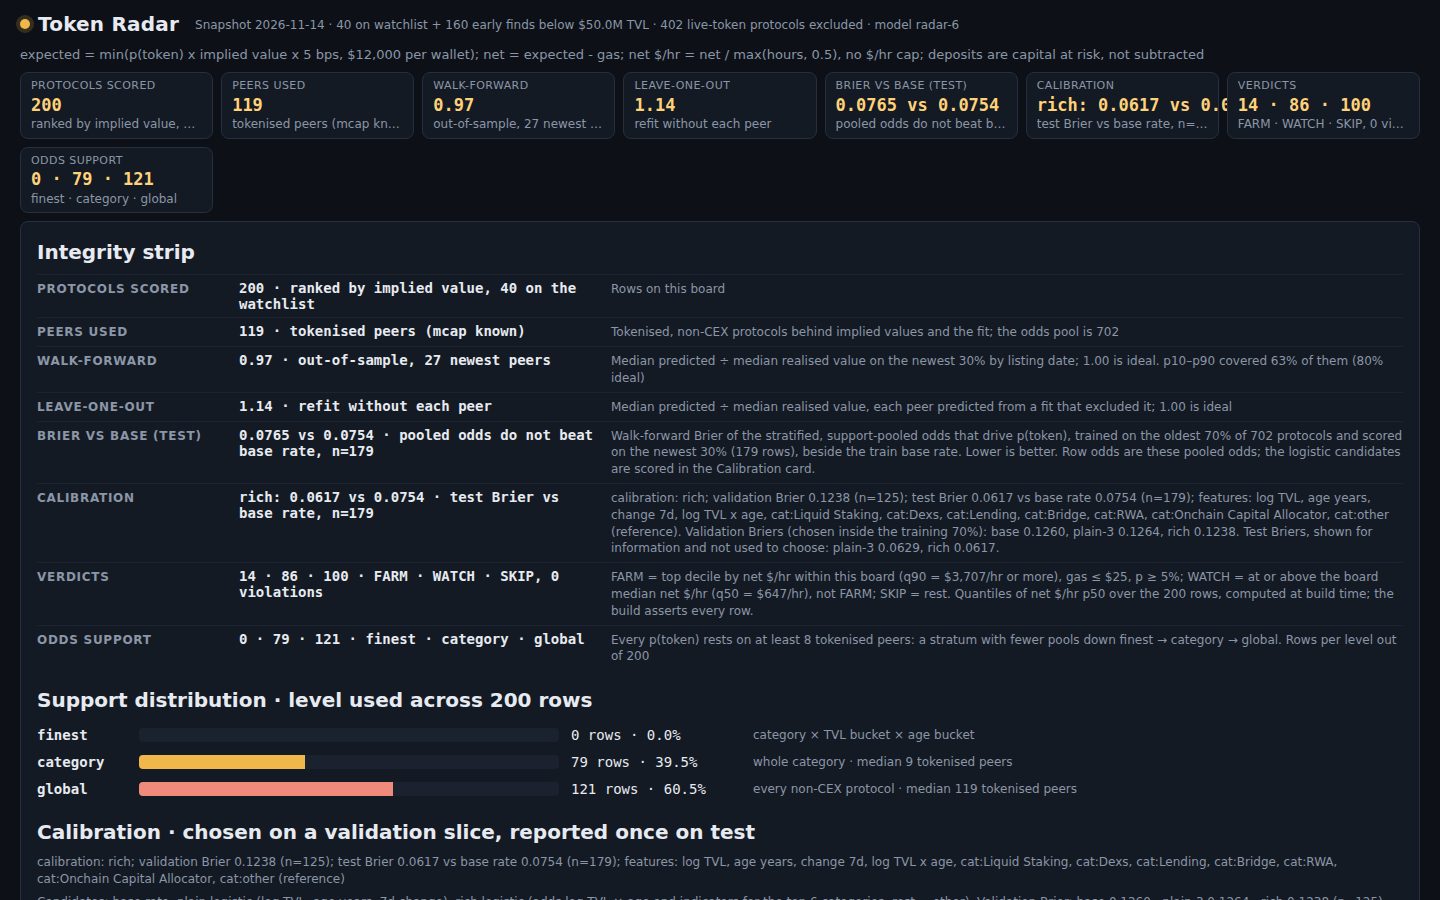 Token Radar
Snapshot 2026-11-14 · 40 on watchlist + 160 early finds below $50.0M TVL · 402 live-token protocols excluded · model radar-6
expected = min(p(token) x implied value x 5 bps, $12,000 per wallet); net = expected - gas; net $/hr = net / max(hours, 0.5), no $/hr cap; deposits are capital at risk, not subtracted
PROTOCOLS SCORED
200
ranked by implied value, …
PEERS USED
119
tokenised peers (mcap kn…
WALK-FORWARD
0.97
out-of-sample, 27 newest …
LEAVE-ONE-OUT
1.14
refit without each peer
BRIER VS BASE (TEST)
0.0765 vs 0.0754
pooled odds do not beat b…
CALIBRATION
rich: 0.0617 vs 0.0
test Brier vs base rate, n=…
VERDICTS
14 · 86 · 100
FARM · WATCH · SKIP, 0 vi…
ODDS SUPPORT
0 · 79 · 121
finest · category · global
Integrity strip
PROTOCOLS SCORED
200 · ranked by implied value, 40 on the
watchlist
Rows on this board
PEERS USED
119 · tokenised peers (mcap known)
Tokenised, non-CEX protocols behind implied values and the fit; the odds pool is 702
WALK-FORWARD
0.97 · out-of-sample, 27 newest peers
Median predicted ÷ median realised value on the newest 30% by listing date; 1.00 is ideal. p10–p90 covered 63% of them (80%
ideal)
LEAVE-ONE-OUT
1.14 · refit without each peer
Median predicted ÷ median realised value, each peer predicted from a fit that excluded it; 1.00 is ideal
BRIER VS BASE (TEST)
0.0765 vs 0.0754 · pooled odds do not beat
base rate, n=179
Walk-forward Brier of the stratified, support-pooled odds that drive p(token), trained on the oldest 70% of 702 protocols and scored
on the newest 30% (179 rows), beside the train base rate. Lower is better. Row odds are these pooled odds; the logistic candidates
are scored in the Calibration card.
CALIBRATION
rich: 0.0617 vs 0.0754 · test Brier vs
base rate, n=179
calibration: rich; validation Brier 0.1238 (n=125); test Brier 0.0617 vs base rate 0.0754 (n=179); features: log TVL, age years,
change 7d, log TVL x age, cat:Liquid Staking, cat:Dexs, cat:Lending, cat:Bridge, cat:RWA, cat:Onchain Capital Allocator, cat:other
(reference). Validation Briers (chosen inside the training 70%): base 0.1260, plain-3 0.1264, rich 0.1238. Test Briers, shown for
information and not used to choose: plain-3 0.0629, rich 0.0617.
VERDICTS
14 · 86 · 100 · FARM · WATCH · SKIP, 0
violations
FARM = top decile by net $/hr within this board (q90 = $3,707/hr or more), gas ≤ $25, p ≥ 5%; WATCH = at or above the board
median net $/hr (q50 = $647/hr), not FARM; SKIP = rest. Quantiles of net $/hr p50 over the 200 rows, computed at build time; the
build asserts every row.
ODDS SUPPORT
0 · 79 · 121 · finest · category · global
Every p(token) rests on at least 8 tokenised peers: a stratum with fewer pools down finest → category → global. Rows per level out
of 200
Support distribution · level used across 200 rows
finest
0 rows · 0.0%
category × TVL bucket × age bucket
category
79 rows · 39.5%
whole category · median 9 tokenised peers
global
121 rows · 60.5%
every non-CEX protocol · median 119 tokenised peers
Calibration · chosen on a validation slice, reported once on test
calibration: rich; validation Brier 0.1238 (n=125); test Brier 0.0617 vs base rate 0.0754 (n=179); features: log TVL, age years, change 7d, log TVL x age, cat:Liquid Staking, cat:Dexs, cat:Lending, cat:Bridge, cat:RWA,
cat:Onchain Capital Allocator, cat:other (reference)